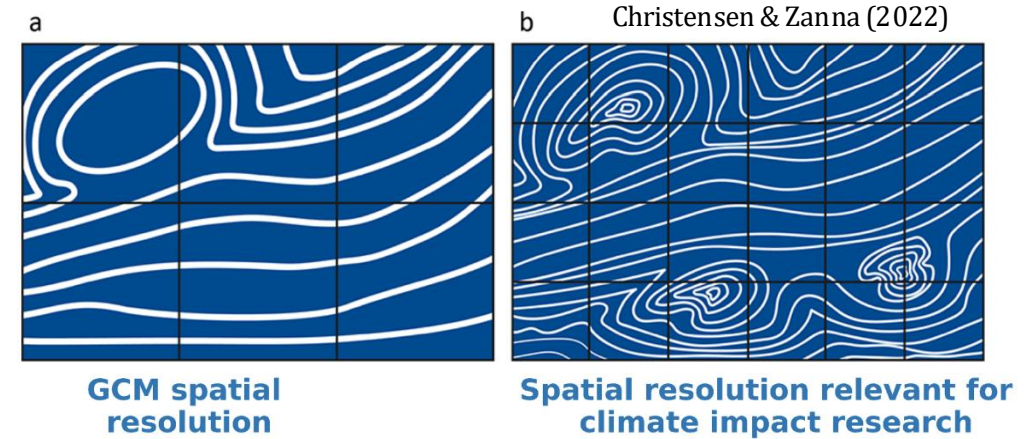 a
b
Christensen & Zanna (2022)
GCM spatial
resolution
Spatial resolution relevant for
climate impact research